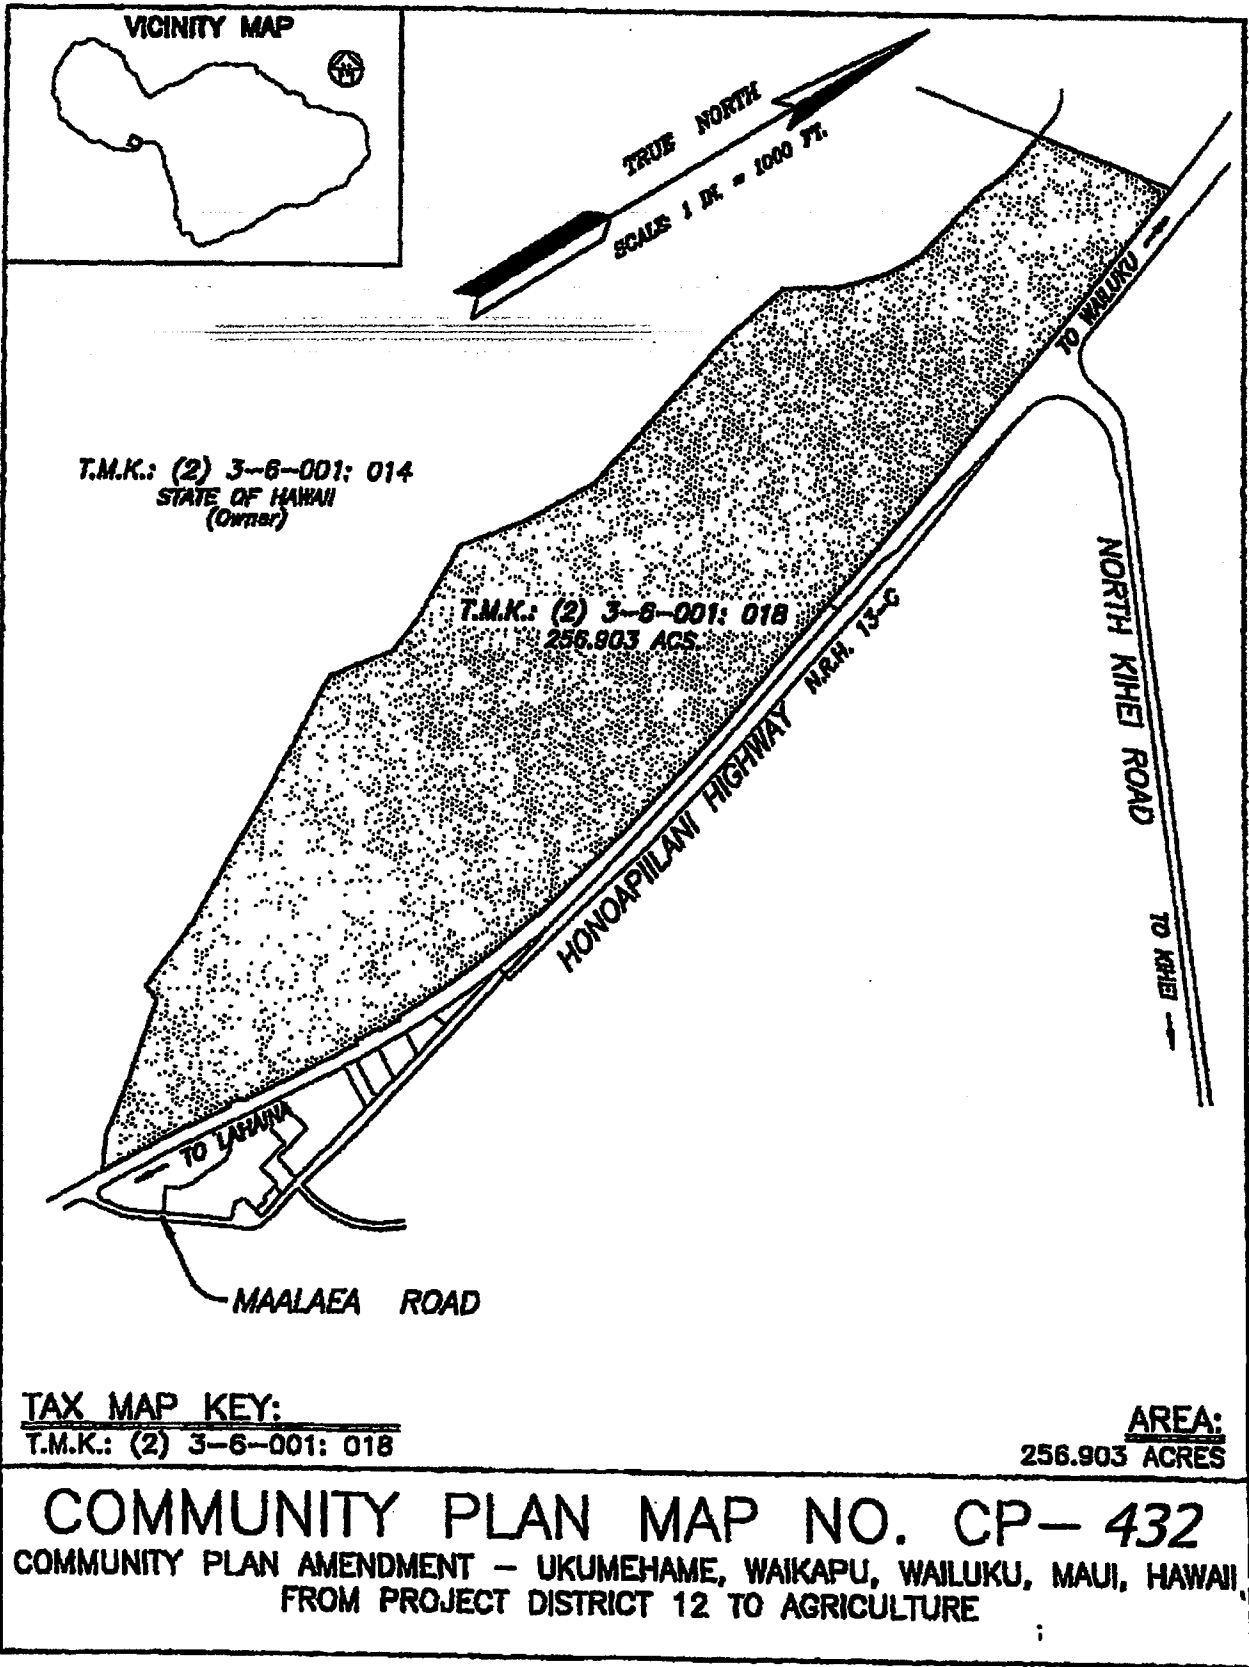 VICINITY MAP
TRUE NORTH
SCALE: 1 IN. = 1000 FT.
TO WAILUKU
T.M.K.: (2) 3-6-001: 014
STATE OF HAWAII
(Owner)
T.M.K.: (2) 3-6-001: 018
256.903 ACS.
HONOAPIILANI HIGHWAY N.R.H. 13-G
NORTH KIHEI ROAD
TO KIHEI
TO LAHAINA
MAALAEA ROAD
TAX MAP KEY:
T.M.K.: (2) 3-6-001: 018
AREA:
256.903 ACRES
COMMUNITY PLAN MAP NO. CP- 432
COMMUNITY PLAN AMENDMENT - UKUMEHAME, WAIKAPU, WAILUKU, MAUI, HAWAII
FROM PROJECT DISTRICT 12 TO AGRICULTURE